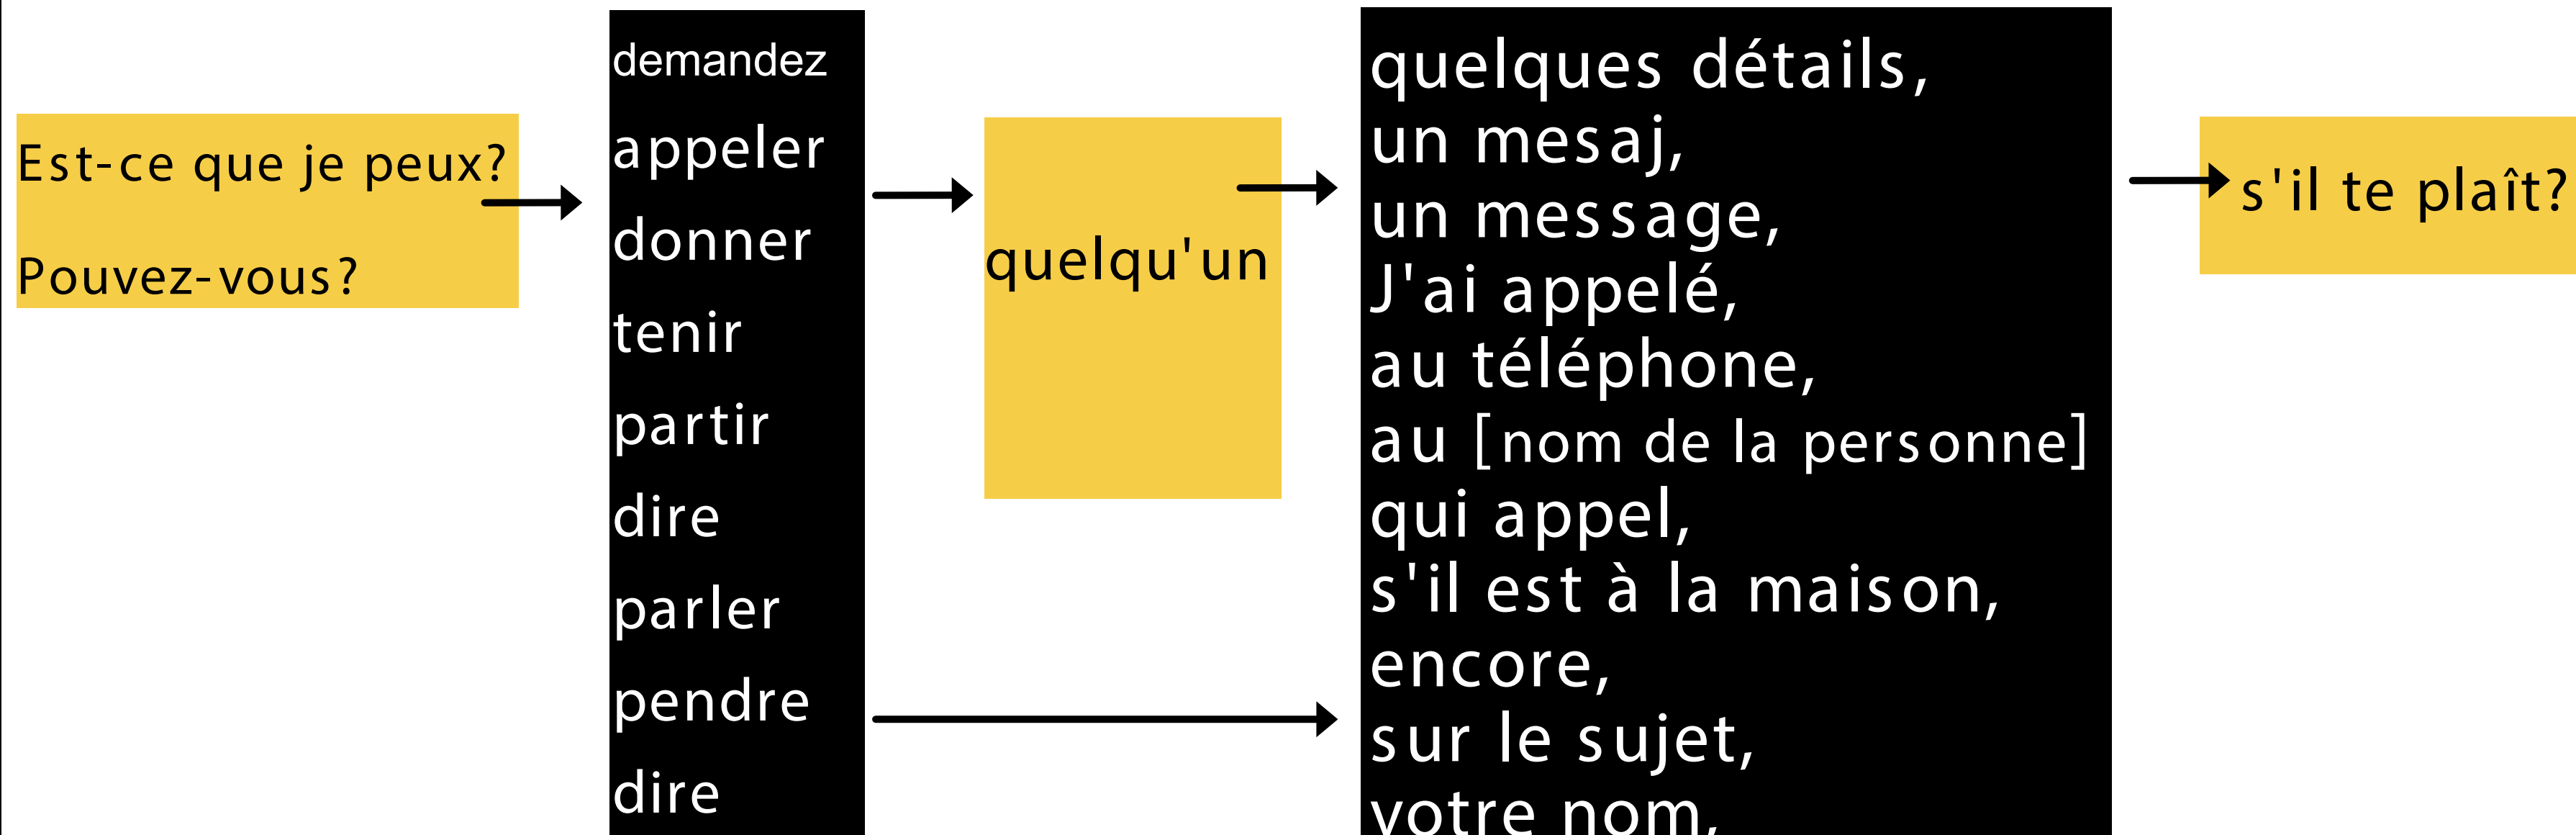 Est-ce que je peux?
Pouvez-vous?
demandez
appeler
donner
tenir
partir
dire
parler
pendre
dire
quelqu'un
quelques détails,
un mesaj,
un message,
J'ai appelé,
au téléphone,
au [nom de la personne]
qui appel,
s'il est à la maison,
encore,
sur le sujet,
votre nom,
s'il te plaît?